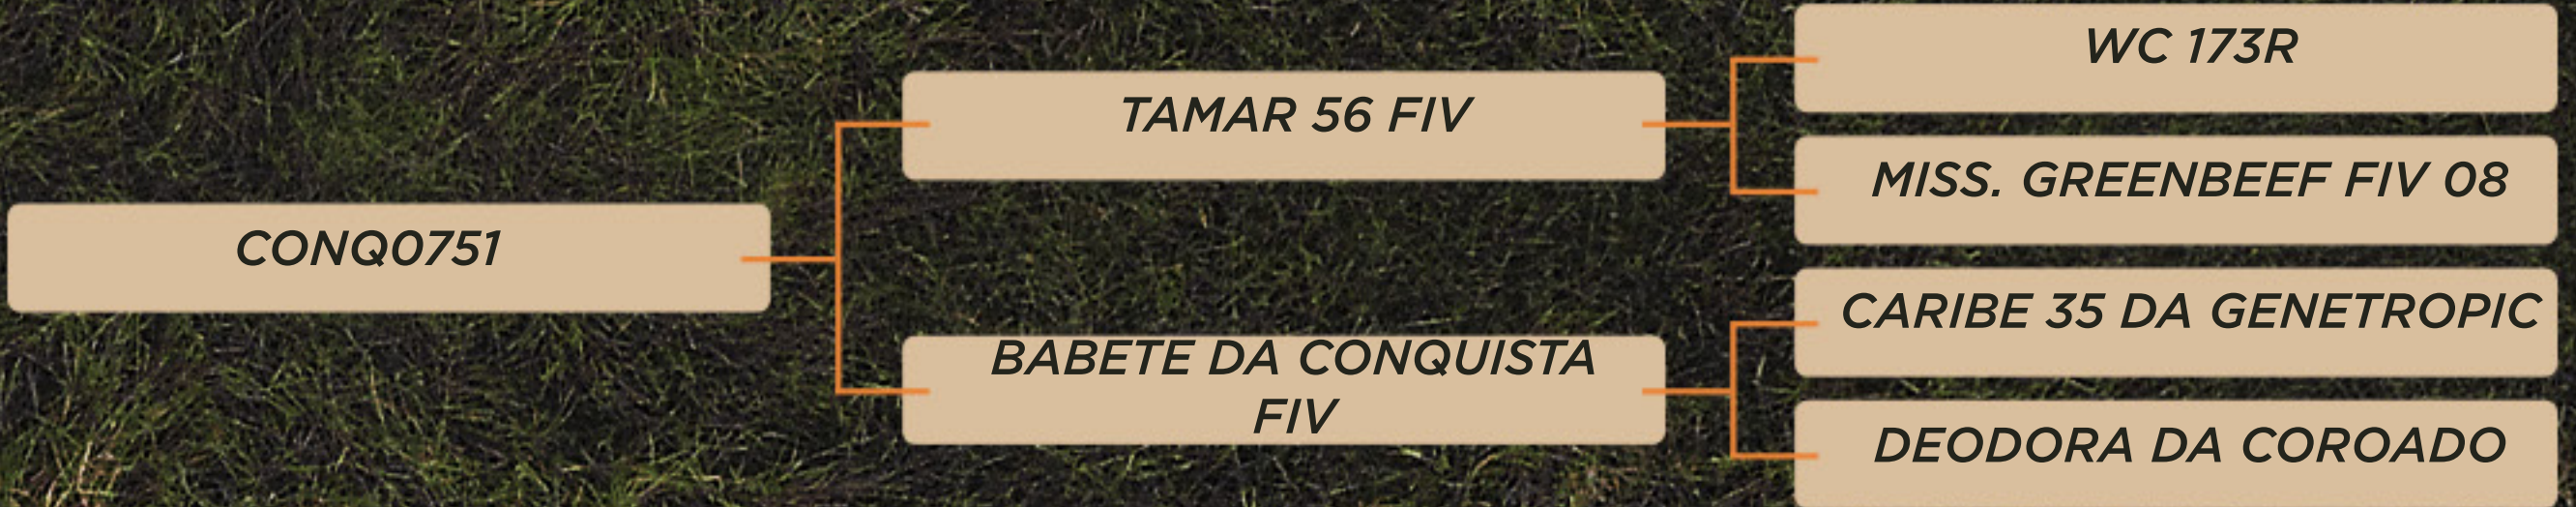 WC 173R
TAMAR 56 FIV
MISS. GREENBEEF FIV 08
CONQ0751
CARIBE 35 DA GENETROPIC
BABETE DA CONQUISTA
FIV
DEODORA DA COROADO